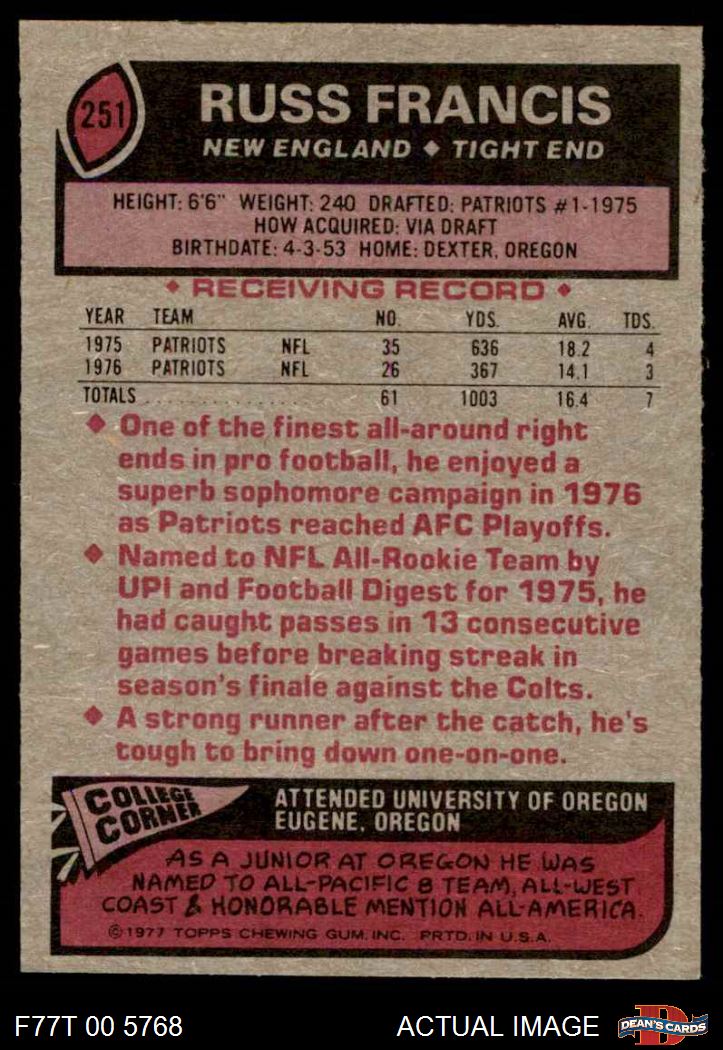 251
RUSS FRANCIS
NEW ENGLAND ◆ TIGHT END
HEIGHT: 6'6" WEIGHT: 240 DRAFTED: PATRIOTS #1-1975
HOW ACQUIRED: VIA DRAFT
BIRTHDATE: 4-3-53 HOME: DEXTER, OREGON
◆ RECEIVING RECORD ◆
YEAR TEAM NO. YDS. AVG. TDS.
1975 PATRIOTS NFL 35 636 18.2 4
1976 PATRIOTS NFL 26 367 14.1 3
TOTALS .................... 61 1003 16.4 7
◆ One of the finest all-around right
ends in pro football, he enjoyed a
superb sophomore campaign in 1976
as Patriots reached AFC Playoffs.
◆ Named to NFL All-Rookie Team by
UPI and Football Digest for 1975, he
had caught passes in 13 consecutive
games before breaking streak in
season's finale against the Colts.
◆ A strong runner after the catch, he's
tough to bring down one-on-one.
COLLEGE
CORNER
ATTENDED UNIVERSITY OF OREGON
EUGENE, OREGON
AS A JUNIOR AT OREGON HE WAS
NAMED TO ALL-PACIFIC 8 TEAM, ALL-WEST
COAST & HONORABLE MENTION ALL-AMERICA.
©1977 TOPPS CHEWING GUM, INC. PRTD. IN U.S.A.
F77T 00 5768
ACTUAL IMAGE
D
DEAN'S CARDS